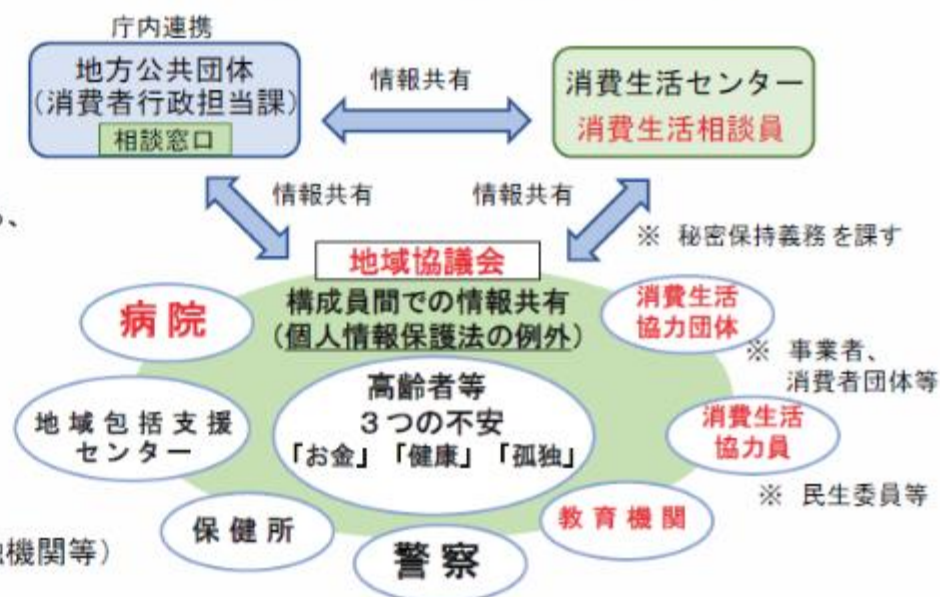 庁内連携
地方公共団体
(消費者行政担当課)
相談窓口
情報共有
消費生活センター
消費生活相談員
情報共有
情報共有
※ 秘密保持義務を課す
、
地域協議会
構成員間での情報共有
(個人情報保護法の例外)
病院
消費生活
協力団体
※ 事業者、
消費者団体等
高齢者等
3つの不安
「お金」「健康」「孤独」
地域包括支援
センター
消費生活
協力員
※ 民生委員等
保健所
教育機関
警察
機関等)